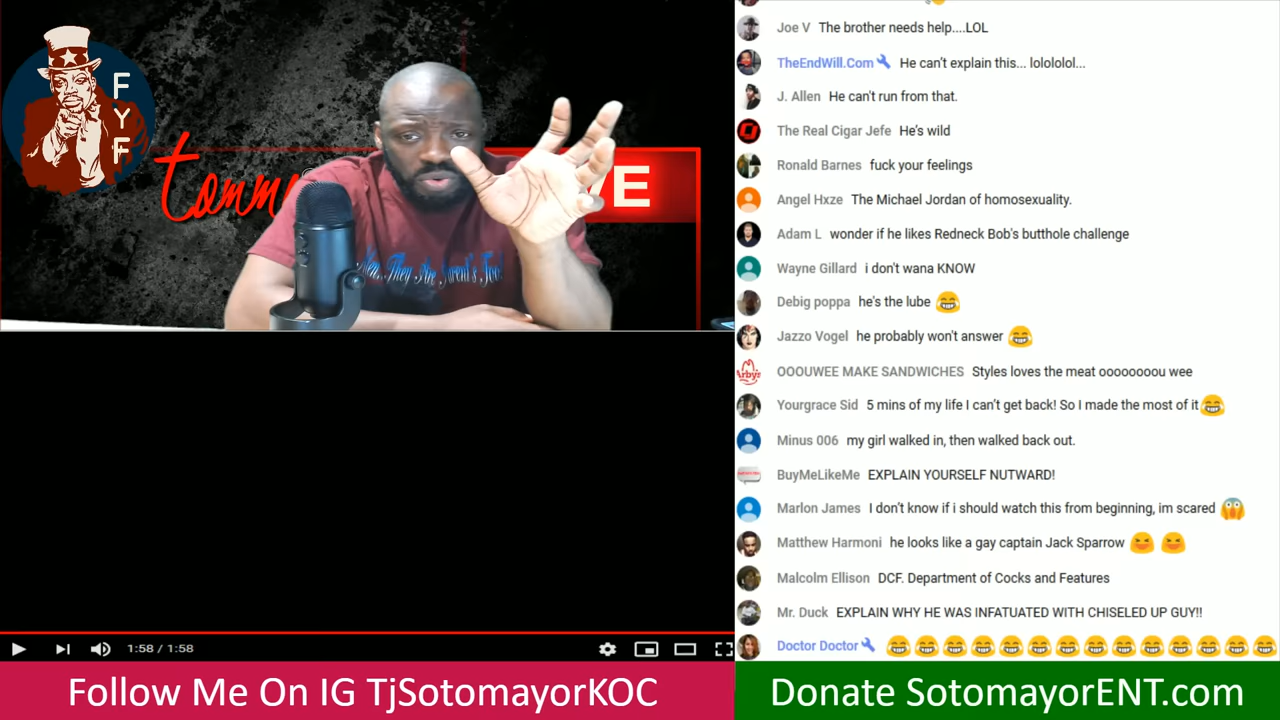 FYF
tommy
VE
Joe V The brother needs help....LOL
TheEndWill.Com He can't explain this... lolololol...
J. Allen He can't run from that.
The Real Cigar Jefe He's wild
Ronald Barnes fuck your feelings
Angel Hxze The Michael Jordan of homosexuality.
Adam L wonder if he likes Redneck Bob's butthole challenge
Wayne Gillard i don't wana KNOW
Debig poppa he's the lube 😂
Jazzo Vogel he probably won't answer 😂
Arby's
OOOUWEE MAKE SANDWICHES Styles loves the meat oooooooou wee
Yourgrace Sid 5 mins of my life I can't get back! So I made the most of it😂
Minus 006 my girl walked in, then walked back out.
BuyMeLikeMe EXPLAIN YOURSELF NUTWARD!
Marlon James I don't know if i should watch this from beginning, im scared 😱
Matthew Harmoni he looks like a gay captain Jack Sparrow 😆 😆
Malcolm Ellison DCF. Department of Cocks and Features
Mr. Duck EXPLAIN WHY HE WAS INFATUATED WITH CHISELED UP GUY!!
Doctor Doctor 😂😂😂😂😂😂😂😂😂😂😂😂😂😂
1:58 / 1:58
Follow Me On IG TjSotomayorKOC
Donate SotomayorENT.com